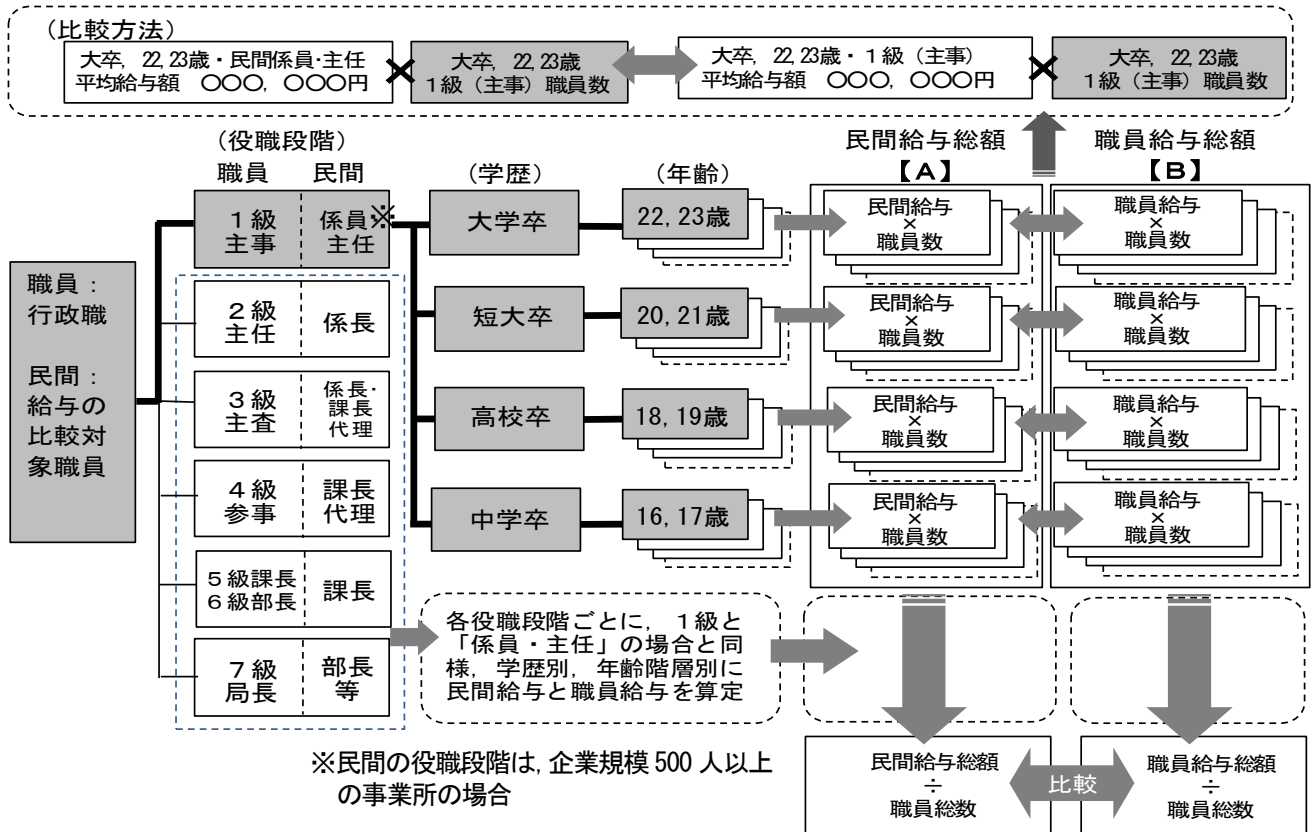 (比較方法)
大卒，22,23歳・民間係員・主任
平均給与額　〇〇〇，〇〇〇円
×
大卒，22,23歳
1級（主事）職員数
大卒，22,23歳・1級（主事）
平均給与額　〇〇〇，〇〇〇円
×
大卒，22,23歳
1級（主事）職員数
(役職段階)
職員　民間
(学歴)
(年齢)
民間給与総額
【A】
職員給与総額
【B】
職員：
行政職
民間：
給与の
比較対
象職員
1級
主事
係員・※
主任
2級
主任
係長
3級
主査
係長・
課長
代理
4級
参事
課長
代理
5級課長
6級部長
課長
7級
局長
部長
等
大学卒
22，23歳
民間給与
×
職員数
職員給与
×
職員数
短大卒
20，21歳
民間給与
×
職員数
職員給与
×
職員数
高校卒
18，19歳
民間給与
×
職員数
職員給与
×
職員数
中学卒
16，17歳
民間給与
×
職員数
職員給与
×
職員数
各役職段階ごとに，1級と
「係員・主任」の場合と同
様，学歴別，年齢階層別に
民間給与と職員給与を算定
※民間の役職段階は，企業規模500人以上
の事業所の場合
民間給与総額
÷
職員総数
比較
職員給与総額
÷
職員総数